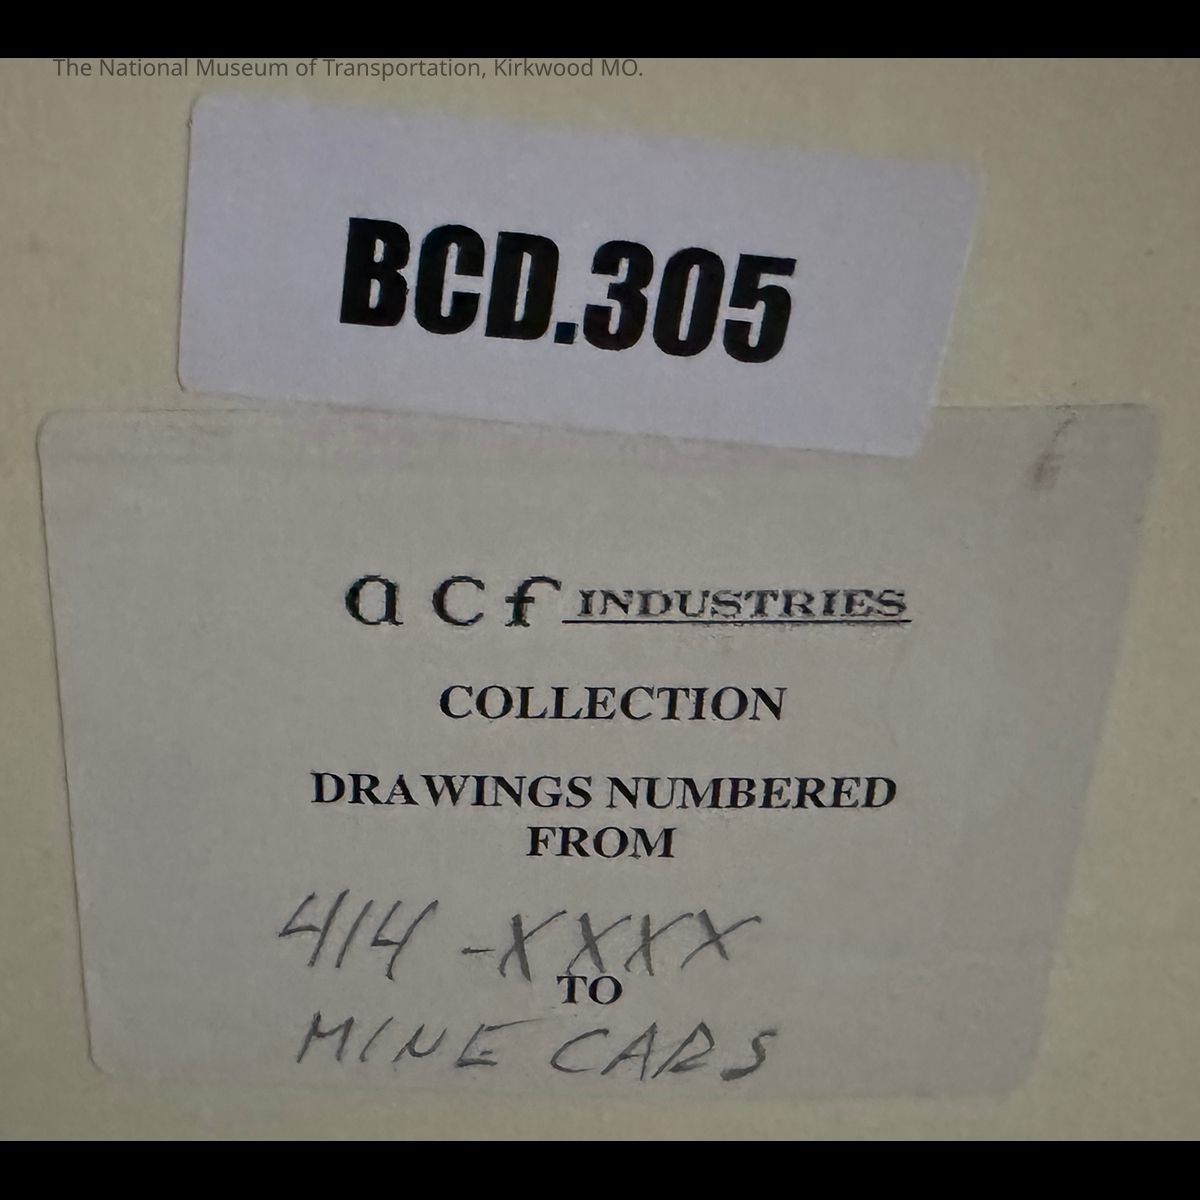 The National Museum of Transportation, Kirkwood MO.
BCD.305
acf INDUSTRIES
COLLECTION
DRAWINGS NUMBERED
FROM
414-XXXX
TO
MINE CARS